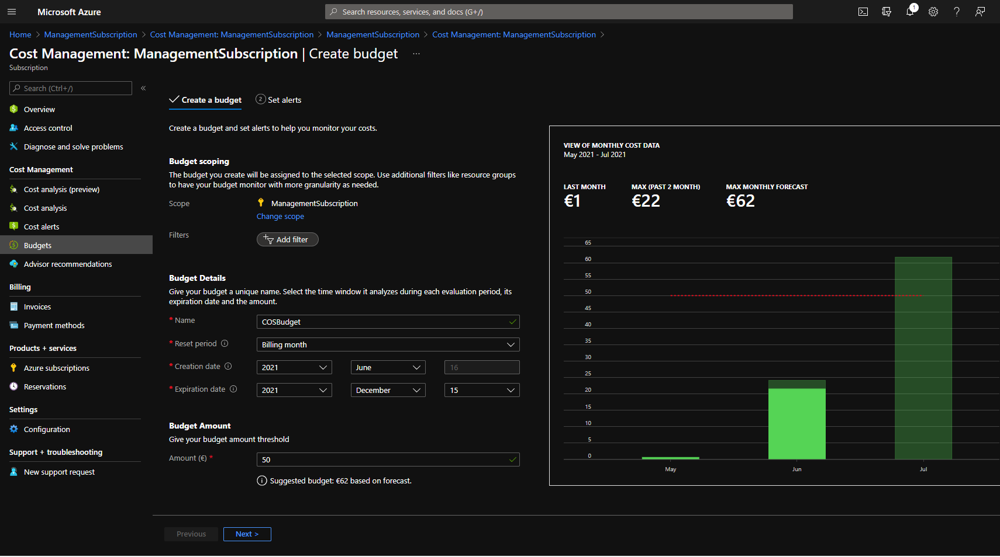 Microsoft Azure
Search resources, services, and docs (G+/)
1
Home > ManagementSubscription > Cost Management: ManagementSubscription > ManagementSubscription > Cost Management: ManagementSubscription >
Cost Management: ManagementSubscription | Create budget ...
Subscription
Search (Ctrl+/)
«
Overview
Access control
Diagnose and solve problems
Cost Management
Cost analysis (preview)
Cost analysis
Cost alerts
Budgets
Advisor recommendations
Billing
Invoices
Payment methods
Products + services
Azure subscriptions
Reservations
Settings
Configuration
Support + troubleshooting
New support request
Create a budget
2 Set alerts
Create a budget and set alerts to help you monitor your costs.
Budget scoping
The budget you create will be assigned to the selected scope. Use additional filters like resource groups
to have your budget monitor with more granularity as needed.
Scope
ManagementSubscription
Change scope
Filters
Add filter
Budget Details
Give your budget a unique name. Select the time window it analyzes during each evaluation period, its
expiration date and the amount.
* Name
COSBudget
* Reset period
Billing month
* Creation date
2021
June
16
* Expiration date
2021
December
15
Budget Amount
Give your budget amount threshold
Amount (€) *
50
Suggested budget: €62 based on forecast.
Previous
Next >
VIEW OF MONTHLY COST DATA
May 2021 - Jul 2021
LAST MONTH
€1
MAX (PAST 2 MONTH)
€22
MAX MONTHLY FORECAST
€62
65
60
55
50
45
40
35
30
25
20
15
10
5
0
May
Jun
Jul